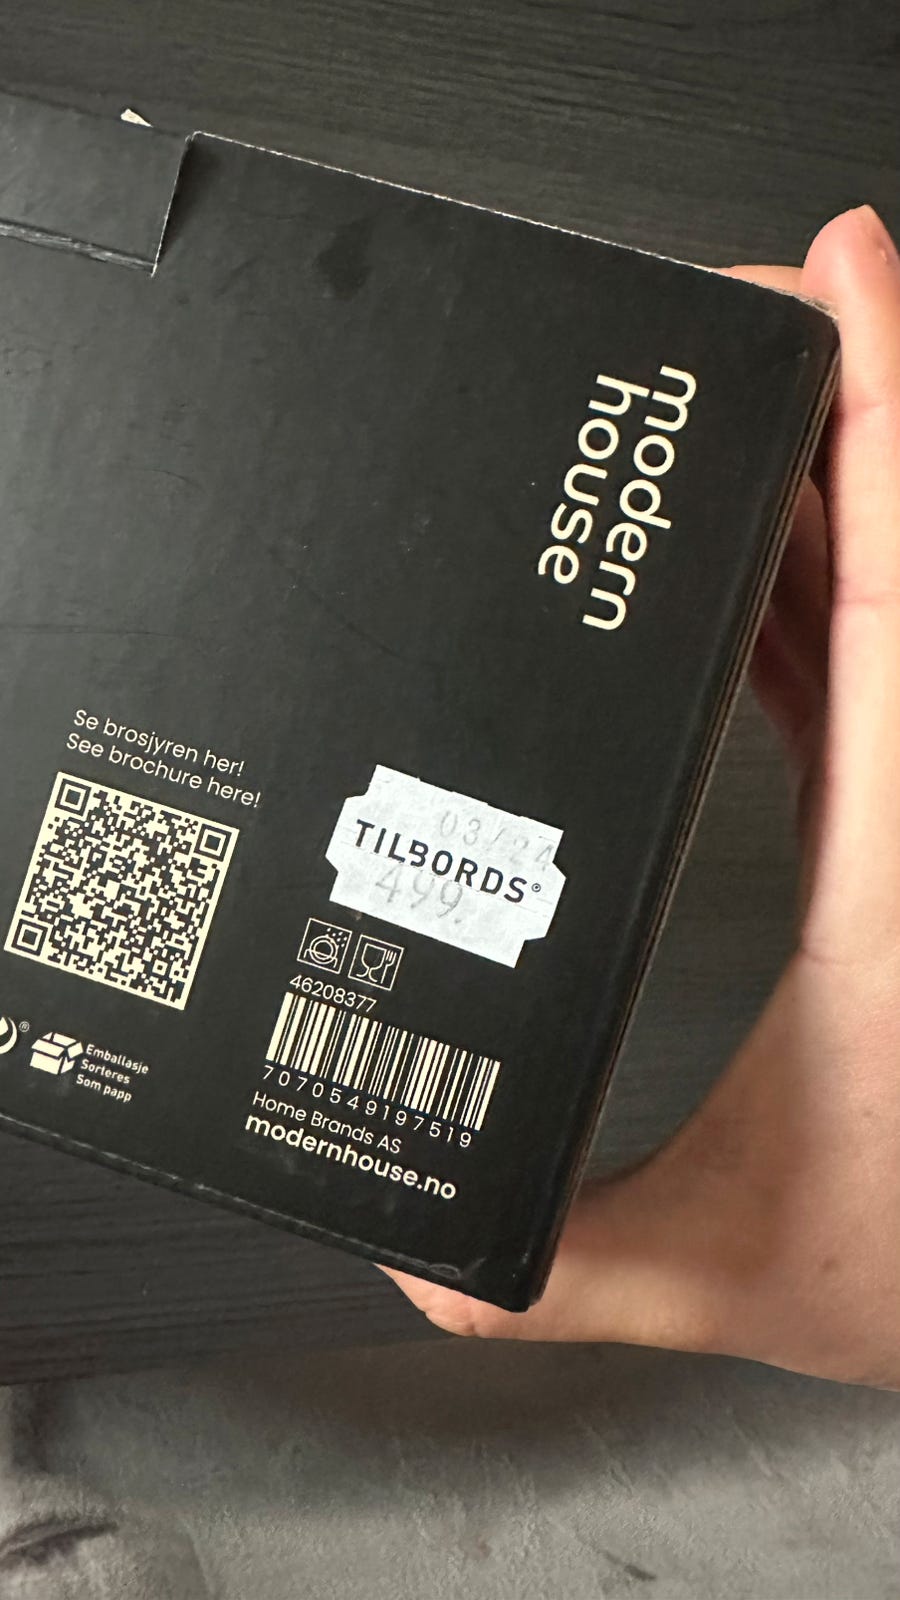 modern
house
Se brosjyren her!
See brochure here!
03/24
TILBORDS®
499.
46208377
7070549197519
Home Brands AS
modernhouse.no
®
Emballasje
Sorteres
Som papp